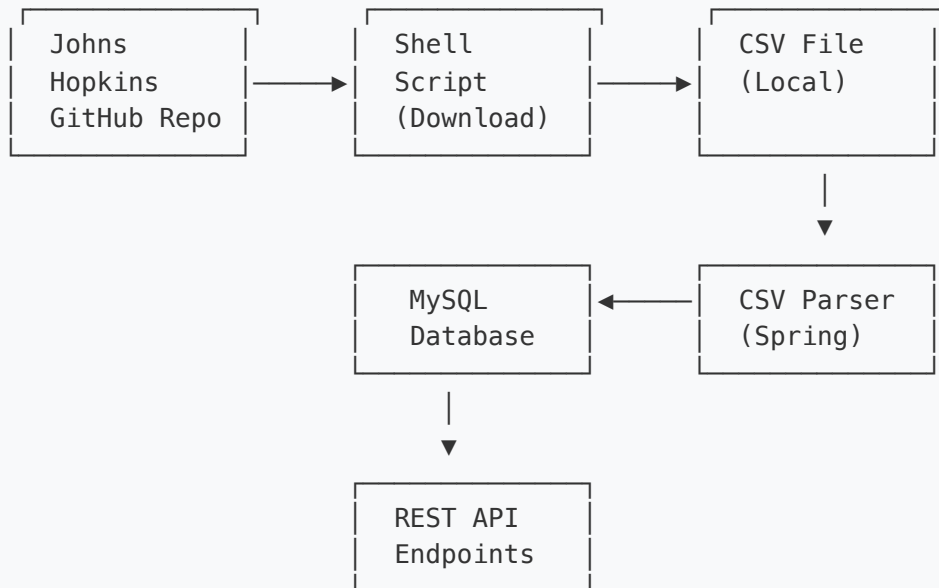 Johns
Hopkins
GitHub Repo
Shell
Script
(Download)
CSV File
(Local)
MySQL
Database
CSV Parser
(Spring)
REST API
Endpoints